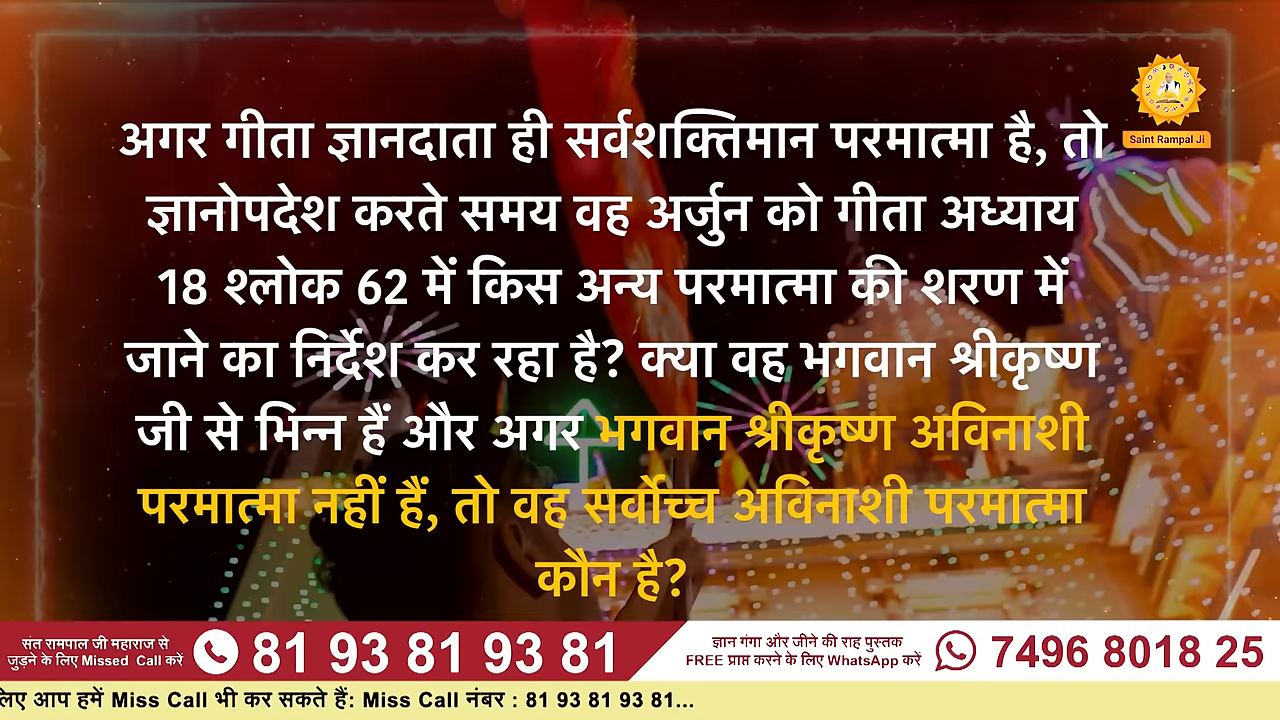 अगर गीता ज्ञानदाता ही सर्वशक्तिमान परमात्मा है, तो
ज्ञानोपदेश करते समय वह अर्जुन को गीता अध्याय
18 श्लोक 62 में किस अन्य परमात्मा की शरण में
जाने का निर्देश कर रहा है? क्या वह भगवान श्रीकृष्ण
जी से भिन्न हैं और अगर भगवान श्रीकृष्ण अविनाशी
परमात्मा नहीं हैं, तो वह सर्वोच्च अविनाशी परमात्मा
कौन है?
Saint Rampal Ji
संत रामपाल जी महाराज से
जुड़ने के लिए Missed Call करें
81 93 81 93 81
ज्ञान गंगा और जीने की राह पुस्तक
FREE प्राप्त करने के लिए WhatsApp करें
7496 8018 25
लिए आप हमें Miss Call भी कर सकते हैं: Miss Call नंबर : 81 93 81 93 81...